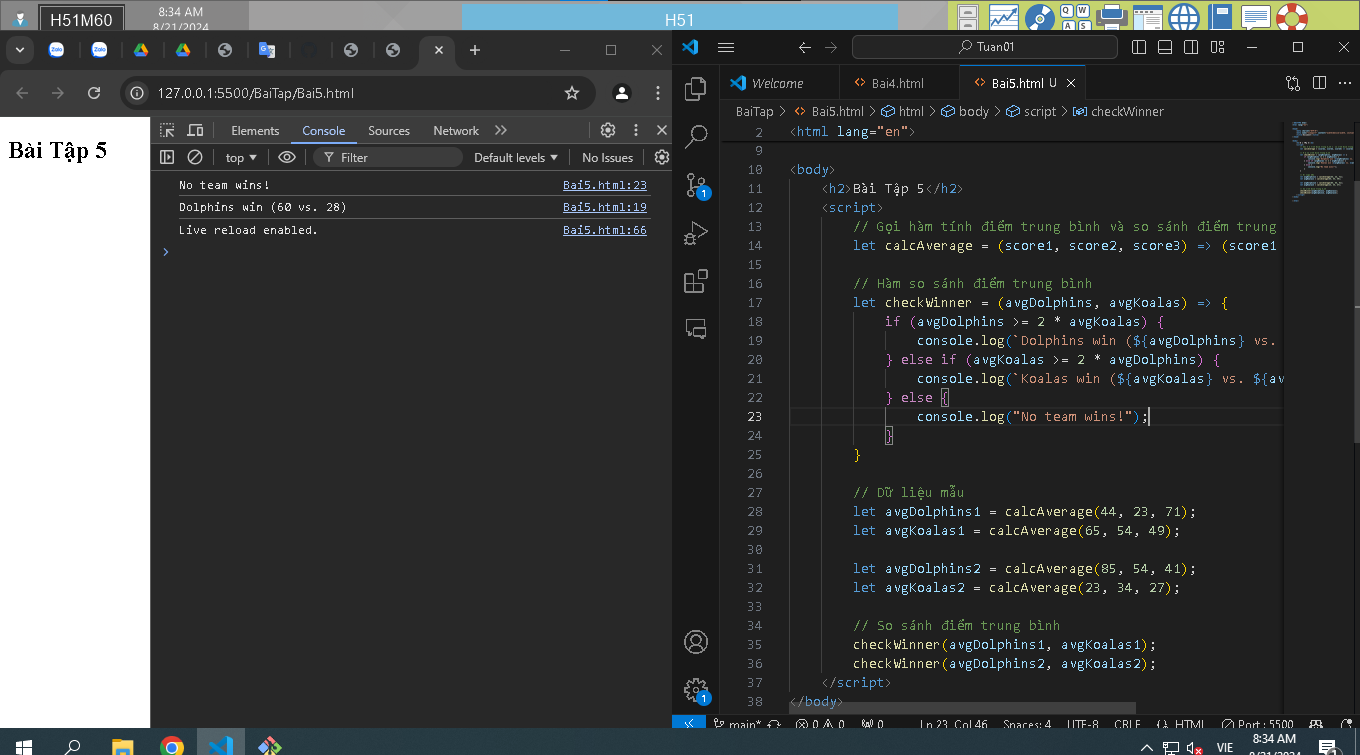 H51M60
8:34 AM
8/21/2024
H51
127.0.0.1:5500/BaiTap/Bai5.html
Bài Tập 5
Elements Console Sources Network
top Filter Default levels No Issues
No team wins! Bai5.html:23
Dolphins win (60 vs. 28) Bai5.html:19
Live reload enabled. Bai5.html:66
Tuan01
Welcome Bai4.html Bai5.html U
BaiTap > Bai5.html > html > body > script > checkWinner
2 <html lang="en">
9
10 <body>
11 <h2>Bài Tập 5</h2>
12 <script>
13 // Gọi hàm tính điểm trung bình và so sánh điểm trung
14 let calcAverage = (score1, score2, score3) => (score1
15
16 // Hàm so sánh điểm trung bình
17 let checkWinner = (avgDolphins, avgKoalas) => {
18 if (avgDolphins >= 2 * avgKoalas) {
19 console.log(`Dolphins win (${avgDolphins} vs.
20 } else if (avgKoalas >= 2 * avgDolphins) {
21 console.log(`Koalas win (${avgKoalas} vs. ${av
22 } else {
23 console.log("No team wins!");
24 }
25 }
26
27 // Dữ liệu mẫu
28 let avgDolphins1 = calcAverage(44, 23, 71);
29 let avgKoalas1 = calcAverage(65, 54, 49);
30
31 let avgDolphins2 = calcAverage(85, 54, 41);
32 let avgKoalas2 = calcAverage(23, 34, 27);
33
34 // So sánh điểm trung bình
35 checkWinner(avgDolphins1, avgKoalas1);
36 checkWinner(avgDolphins2, avgKoalas2);
37 </script>
38 </body>
main* 0 0 0 Ln 23, Col 46 Spaces: 4 UTF-8 CRLF {} HTML Port : 5500
VIE
8:34 AM
8/21/2024